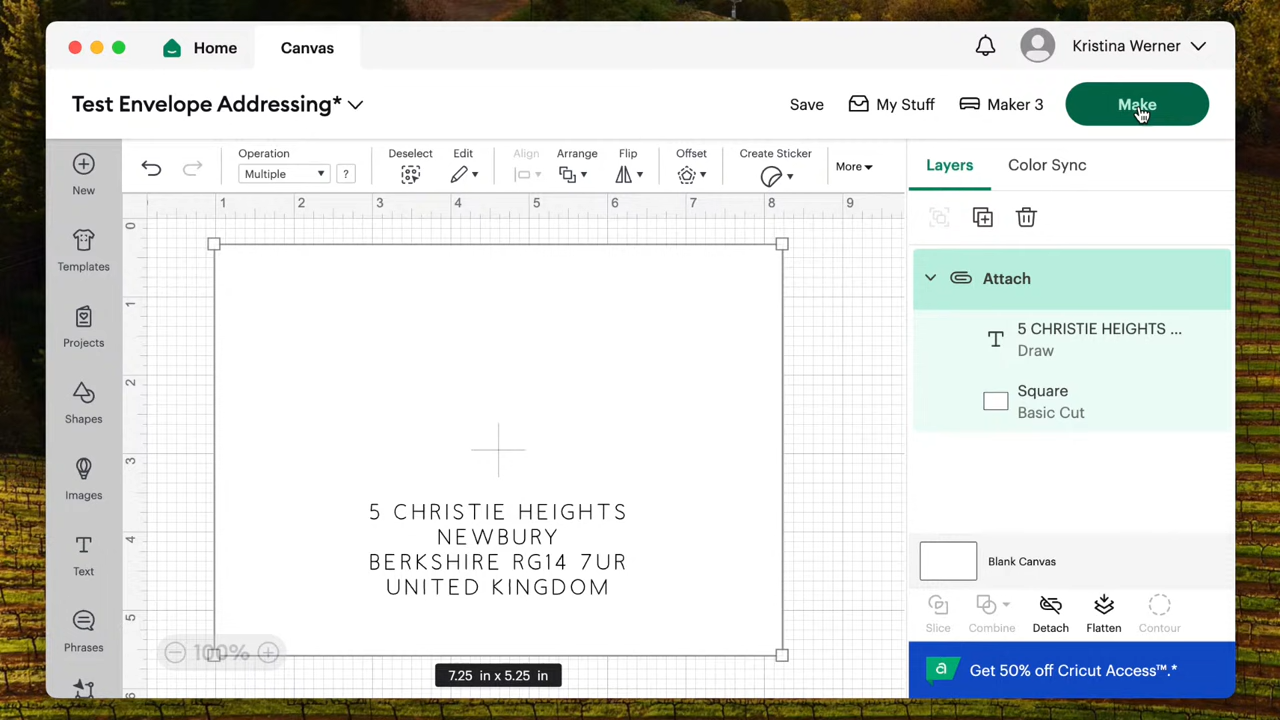 Home
Canvas
Kristina Werner
Test Envelope Addressing*
Save
My Stuff
Maker 3
Make
Operation
Multiple
?
Deselect
Edit
Align
Arrange
Flip
Offset
Create Sticker
More
Layers
Color Sync
New
Templates
Projects
Shapes
Images
Text
Phrases
1 2 3 4 5 6 7 8 9
0
1
2
3
4
5
6
Attach
5 CHRISTIE HEIGHTS ...
Draw
Square
Basic Cut
5 CHRISTIE HEIGHTS
NEWBURY
BERKSHIRE RG14 7UR
UNITED KINGDOM
100%
7.25 in x 5.25 in
Blank Canvas
Slice
Combine
Detach
Flatten
Contour
a
Get 50% off Cricut Access™.*